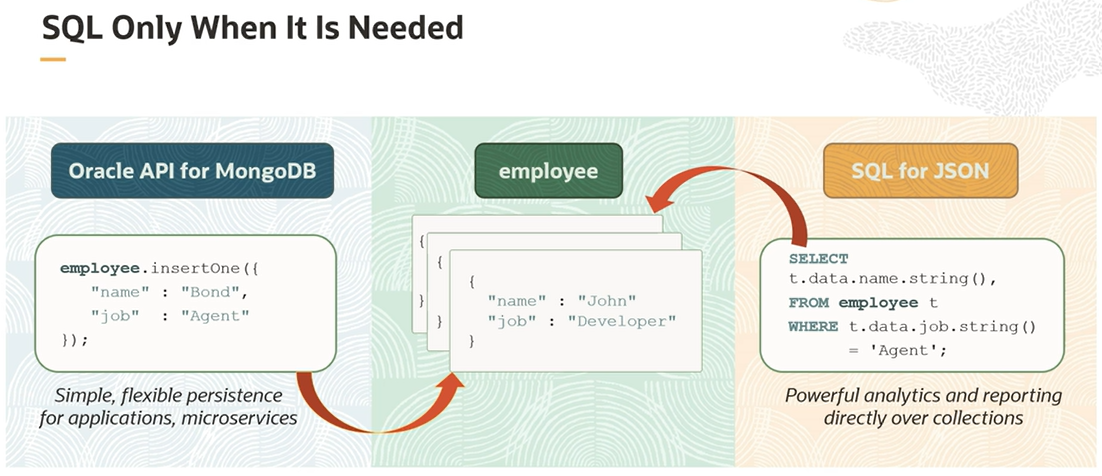 SQL Only When It Is Needed
Oracle API for MongoDB
employee.insertOne({
"name" : "Bond",
"job" : "Agent"
});
Simple, flexible persistence
for applications, microservices
employee
{
}
{
}
{
"name" : "John"
"job" : "Developer"
}
SQL for JSON
SELECT
t.data.name.string(),
FROM employee t
WHERE t.data.job.string()
= 'Agent';
Powerful analytics and reporting
directly over collections